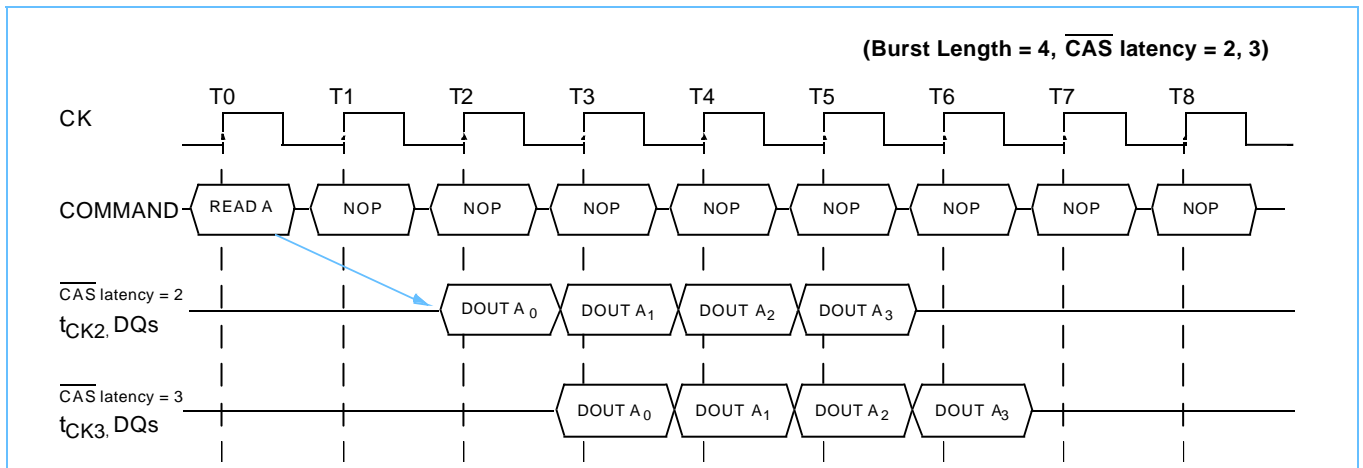 (Burst Length = 4, CAS latency = 2, 3)
T0 T1 T2 T3 T4 T5 T6 T7 T8
CK
COMMAND READ A NOP NOP NOP NOP NOP NOP NOP NOP
CAS latency = 2
tCK2, DQs
DOUT A0 DOUT A1 DOUT A2 DOUT A3
CAS latency = 3
tCK3, DQs
DOUT A0 DOUT A1 DOUT A2 DOUT A3